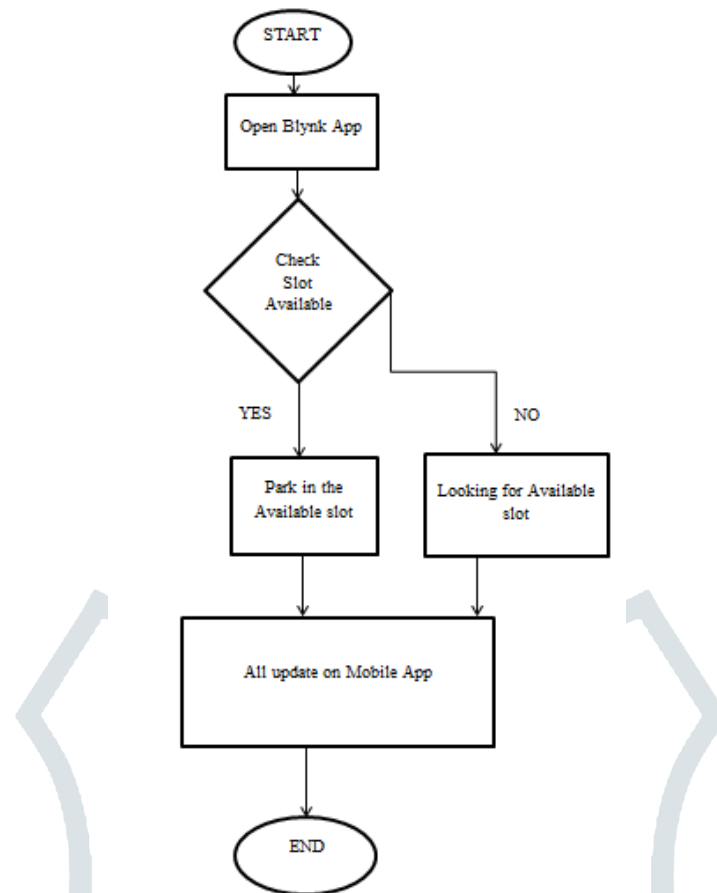 START
Open Blynk App
Check
Slot
Available
YES
NO
Park in the
Available slot
Looking for Available
slot
All update on Mobile App
END